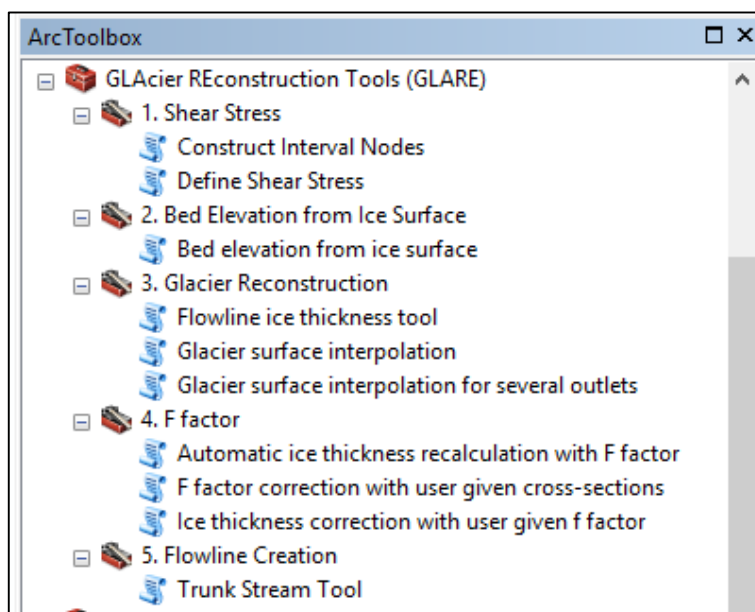 ArcToolbox
GLAcier REconstruction Tools (GLARE)
1. Shear Stress
Construct Interval Nodes
Define Shear Stress
2. Bed Elevation from Ice Surface
Bed elevation from ice surface
3. Glacier Reconstruction
Flowline ice thickness tool
Glacier surface interpolation
Glacier surface interpolation for several outlets
4. F factor
Automatic ice thickness recalculation with F factor
F factor correction with user given cross-sections
Ice thickness correction with user given f factor
5. Flowline Creation
Trunk Stream Tool